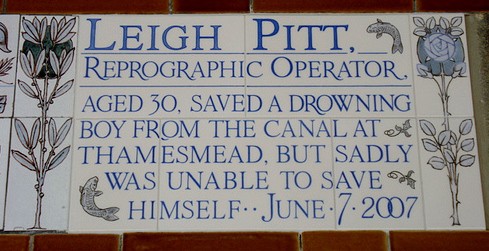 LEIGH PITT,
REPROGRAPHIC OPERATOR,
AGED 30, SAVED A DROWNING
BOY FROM THE CANAL AT
THAMESMEAD, BUT SADLY
WAS UNABLE TO SAVE
HIMSELF·· JUNE·7·2007